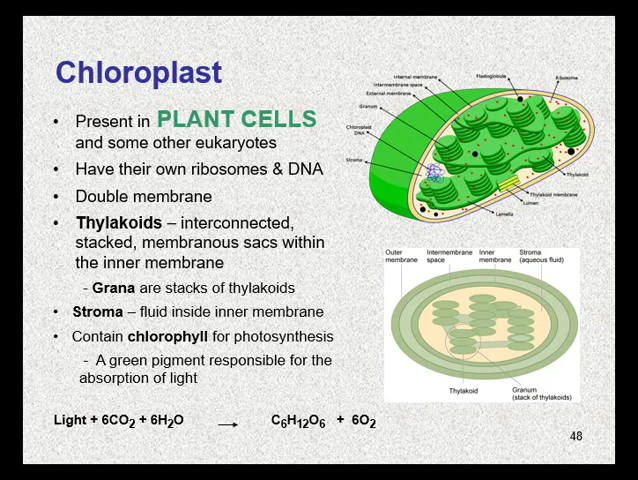 Chloroplast
• Present in PLANT CELLS
and some other eukaryotes
• Have their own ribosomes & DNA
• Double membrane
• Thylakoids – interconnected,
stacked, membranous sacs within
the inner membrane
- Grana are stacks of thylakoids
• Stroma – fluid inside inner membrane
• Contain chlorophyll for photosynthesis
- A green pigment responsible for the
absorption of light
Light + 6CO2 + 6H2O → C6H12O6 + 6O2
Internal membrane
Intermembrane space
External membrane
Granum
Chloroplast
DNA
Stroma
Plastoglobule
Ribosome
Thylakoid
Thylakoid membrane
Lumen
Lamella
Outer
membrane
Intermembrane
space
Inner
membrane
Stroma
(aqueous fluid)
Thylakoid
Granum
(stack of thylakoids)
48